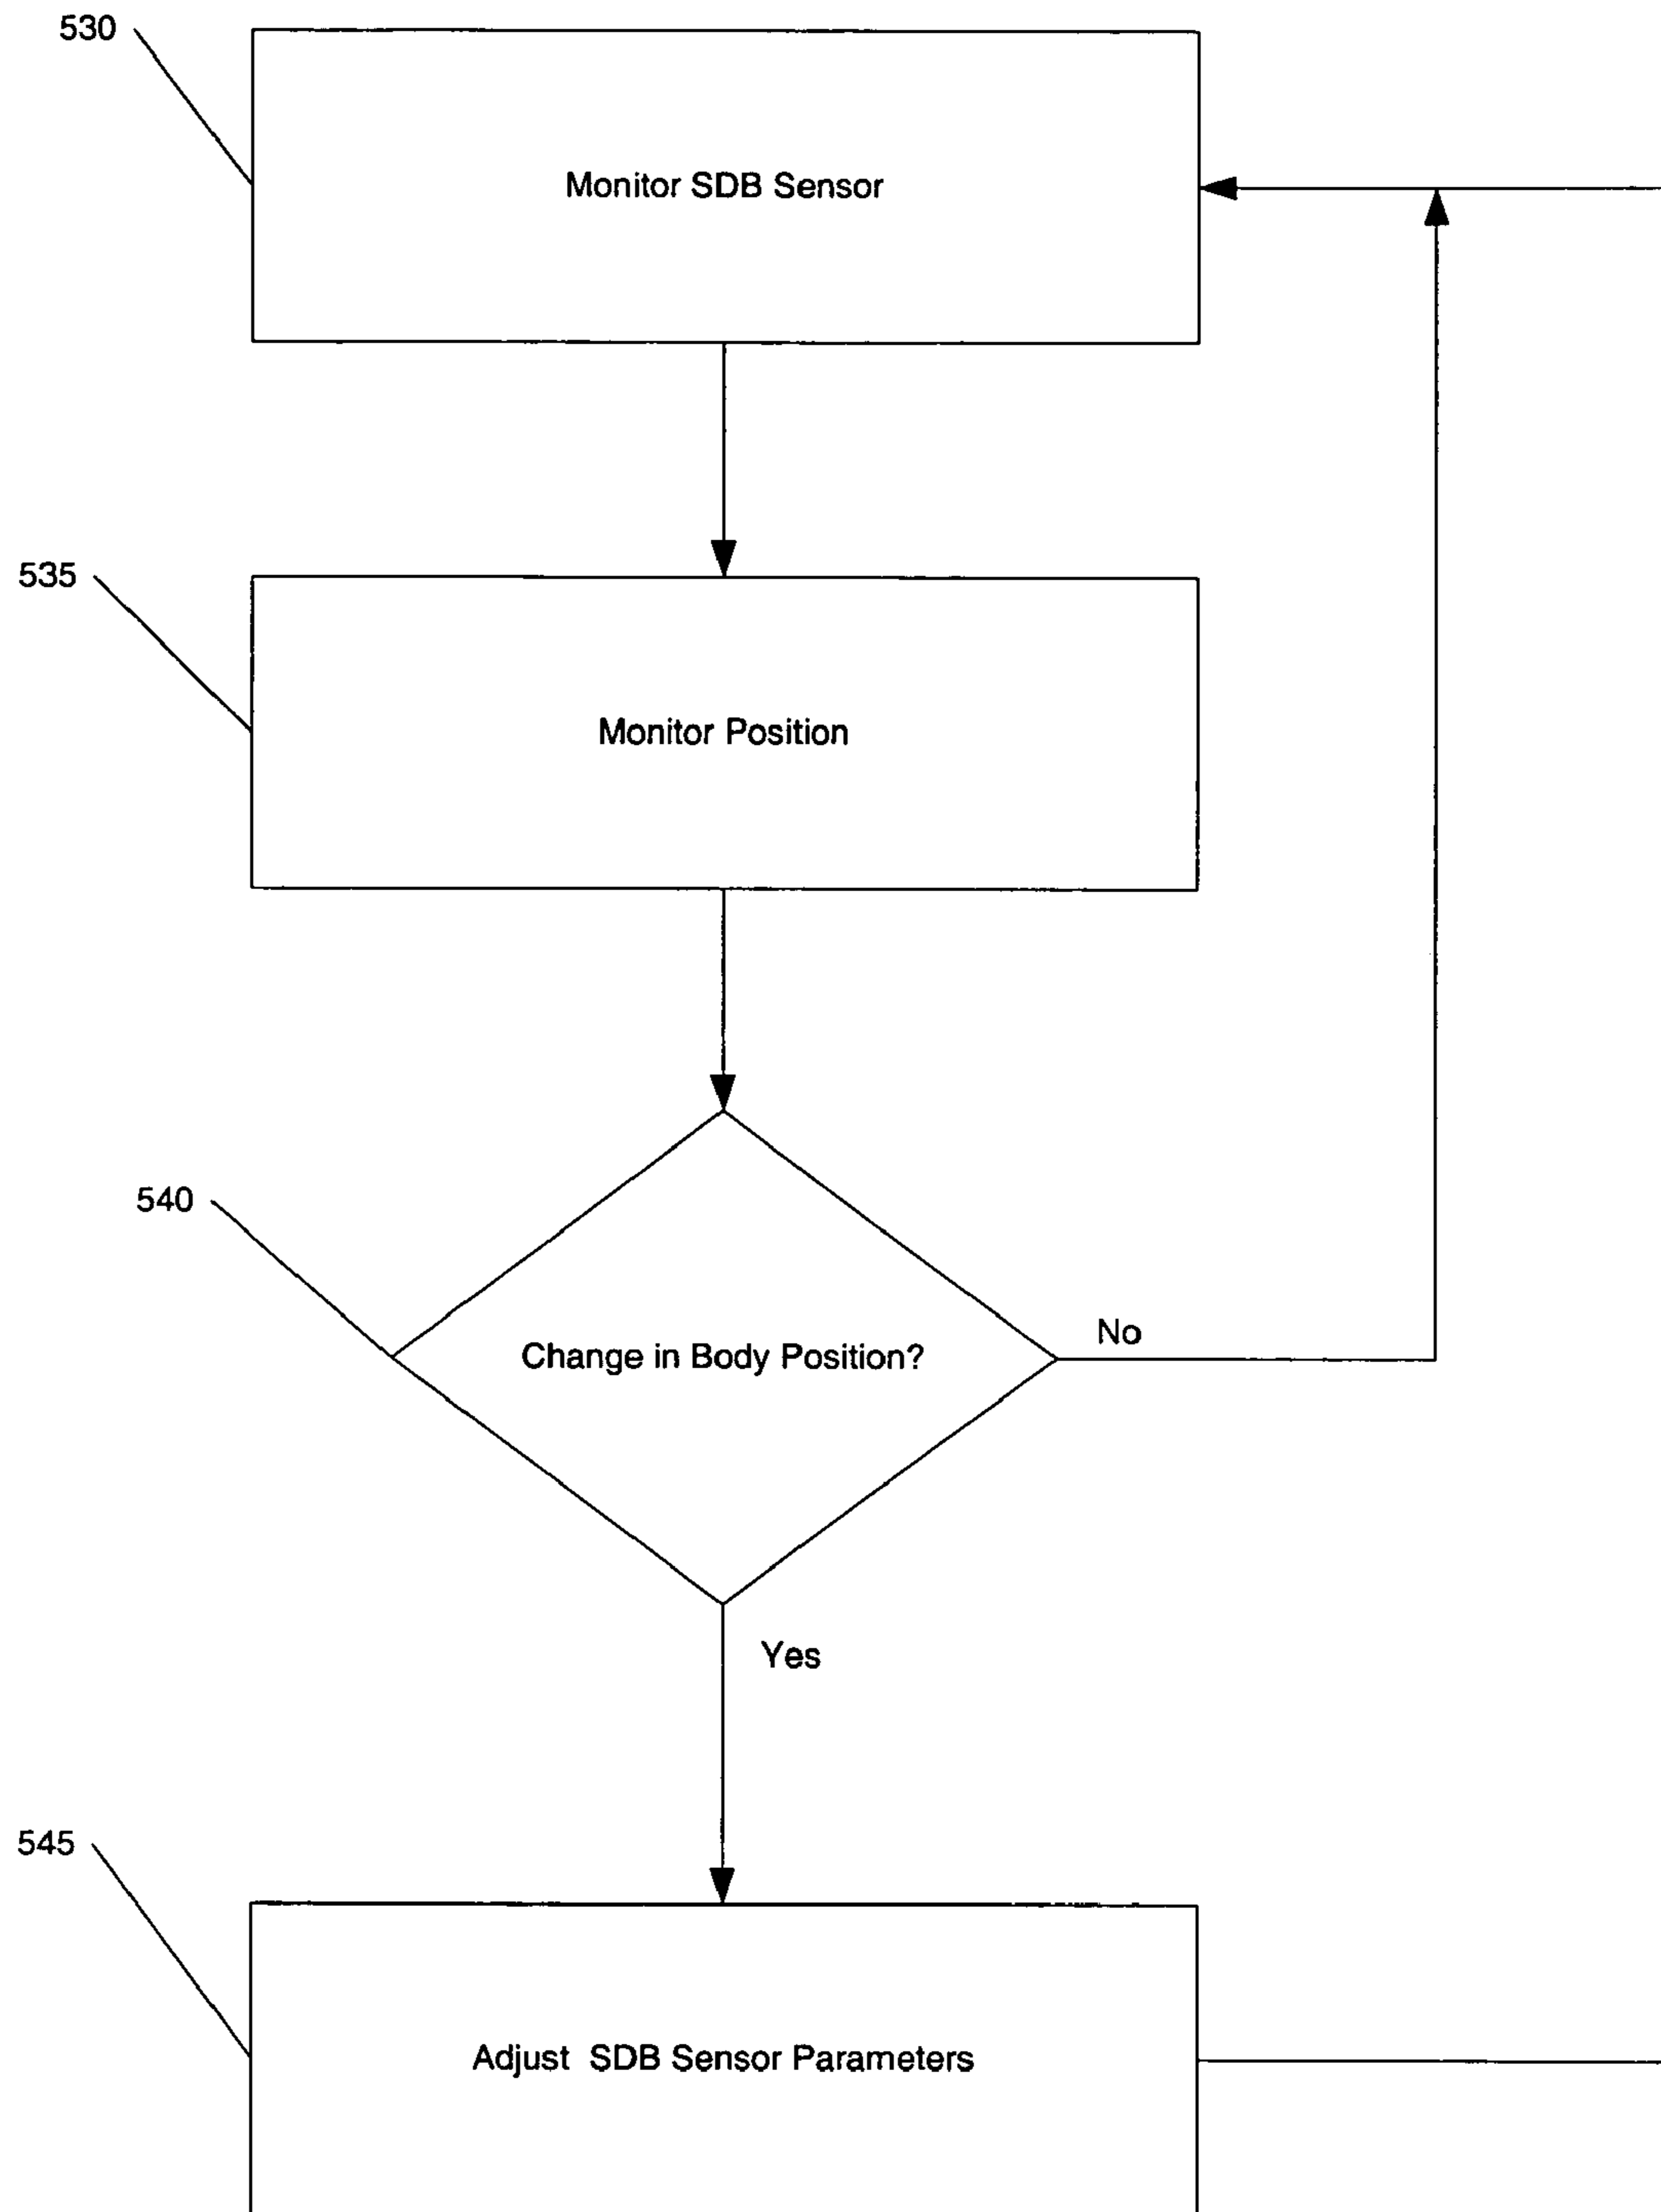 530
Monitor SDB Sensor
535
Monitor Position
540
Change in Body Position?
No
Yes
545
Adjust SDB Sensor Parameters